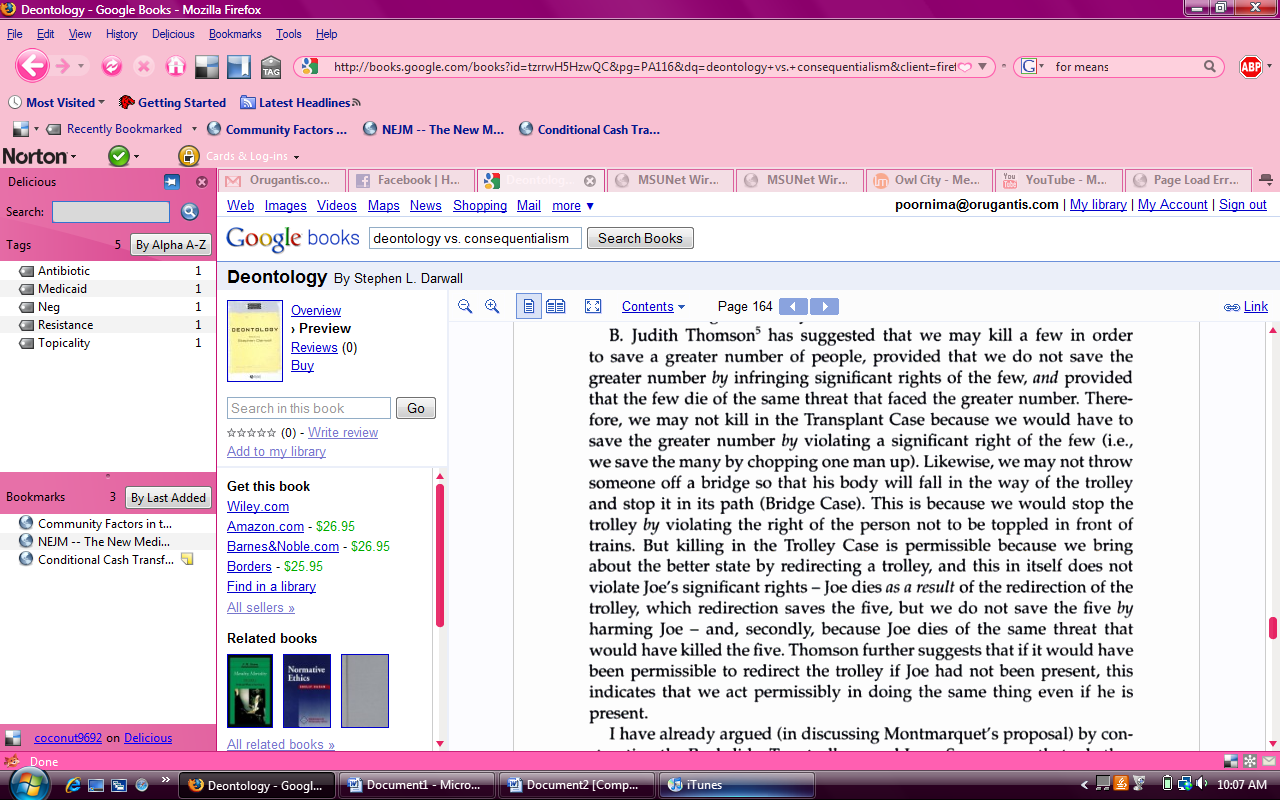 Deontology - Google Books - Mozilla Firefox
File Edit View History Delicious Bookmarks Tools Help
TAG
http://books.google.com/books?id=tzrrwH5HzwQC&pg=PA116&dq=deontology+vs.+consequentialism&client=firef
G for means
ABP
Most Visited Getting Started Latest Headlines
Recently Bookmarked Community Factors ... NEJM -- The New M... Conditional Cash Tra...
Norton Cards & Log-ins
Delicious
Search:
Tags 5 By Alpha A-Z
Antibiotic 1
Medicaid 1
Neg 1
Resistance 1
Topicality 1
Bookmarks 3 By Last Added
Community Factors in t...
NEJM -- The New Medi...
Conditional Cash Transf...
coconut9692 on Delicious
Orugantis.co... Facebook | H... Deontolog... MSUNet Wir... MSUNet Wir... Owl City - Me... YouTube - M... Page Load Err...
Web Images Videos Maps News Shopping Mail more ▼
poornima@orugantis.com | My library | My Account | Sign out
Google books deontology vs. consequentialism Search Books
Deontology By Stephen L. Darwall
DEONTOLOGY
Overview
› Preview
Reviews (0)
Buy
Search in this book Go
☆☆☆☆☆ (0) - Write review
Add to my library
Get this book
Wiley.com
Amazon.com - $26.95
Barnes&Noble.com - $26.95
Borders - $25.95
Find in a library
All sellers »
Related books
Normative
Ethics
All related books »
Contents Page 164 Link
B. Judith Thomson5 has suggested that we may kill a few in order
to save a greater number of people, provided that we do not save the
greater number by infringing significant rights of the few, and provided
that the few die of the same threat that faced the greater number. There-
fore, we may not kill in the Transplant Case because we would have to
save the greater number by violating a significant right of the few (i.e.,
we save the many by chopping one man up). Likewise, we may not throw
someone off a bridge so that his body will fall in the way of the trolley
and stop it in its path (Bridge Case). This is because we would stop the
trolley by violating the right of the person not to be toppled in front of
trains. But killing in the Trolley Case is permissible because we bring
about the better state by redirecting a trolley, and this in itself does not
violate Joe's significant rights – Joe dies as a result of the redirection of the
trolley, which redirection saves the five, but we do not save the five by
harming Joe – and, secondly, because Joe dies of the same threat that
would have killed the five. Thomson further suggests that if it would have
been permissible to redirect the trolley if Joe had not been present, this
indicates that we act permissibly in doing the same thing even if he is
present.
I have already argued (in discussing Montmarquet's proposal) by con-
Done
Deontology - Googl... Document1 - Micro... Document2 [Comp... iTunes
10:07 AM